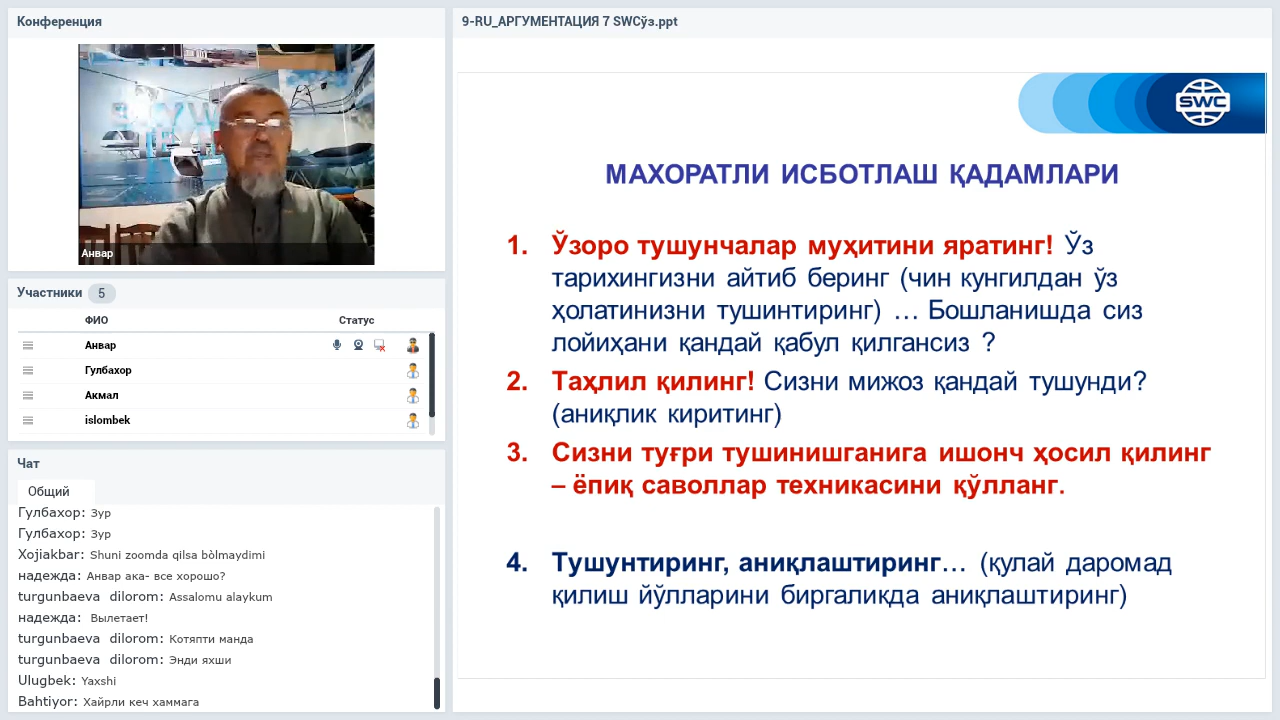 Конференция
Анвар
Участники 5
ФИО Статус
Анвар
Гулбахор
Акмал
islombek
Чат
Общий
Гулбахор: Зур
Гулбахор: Зур
Xojiakbar: Shuni zoomda qilsa bòlmaydimi
надежда: Анвар ака- все хорошо?
turgunbaeva dilorom: Assalomu alaykum
надежда: Вылетает!
turgunbaeva dilorom: Котяпти манда
turgunbaeva dilorom: Энди яхши
Ulugbek: Yaxshi
Bahtiyor: Хайрли кеч хаммага
9-RU_АРГУМЕНТАЦИЯ 7 SWCўз.ppt
SWC
МАХОРАТЛИ ИСБОТЛАШ ҚАДАМЛАРИ
1. Ўзоро тушунчалар муҳитини яратинг! Ўз
тарихингизни айтиб беринг (чин кунгилдан ўз
ҳолатинизни тушинтиринг) … Бошланишда сиз
лойиҳани қандай қабул қилгансиз ?
2. Таҳлил қилинг! Сизни мижоз қандай тушунди?
(аниқлик киритинг)
3. Сизни туғри тушинишганига ишонч ҳосил қилинг
– ёпиқ саволлар техникасини қўлланг.
4. Тушунтиринг, аниқлаштиринг… (қулай даромад
қилиш йўлларини биргаликда аниқлаштиринг)